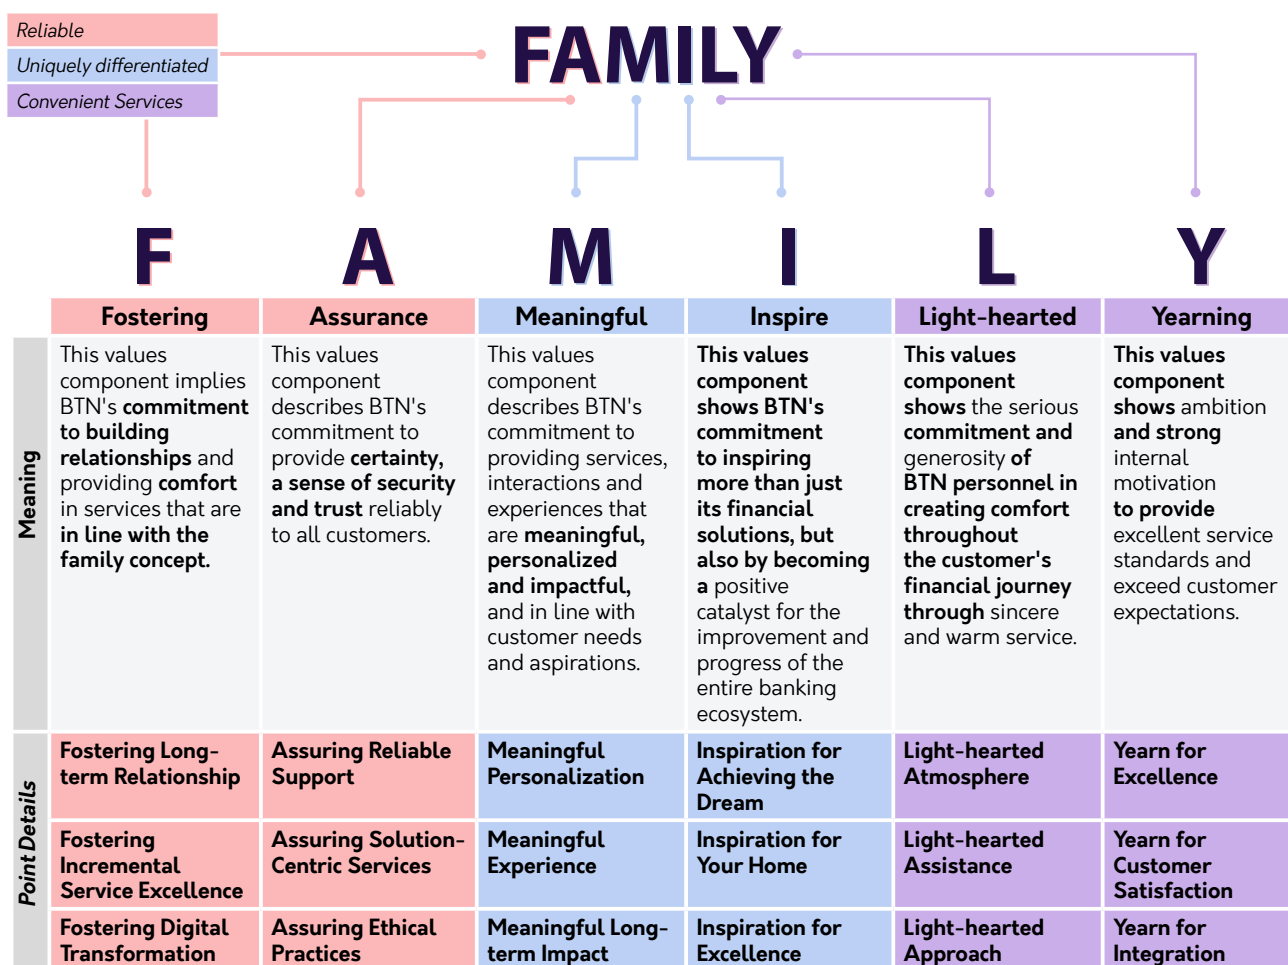 Reliable
Uniquely differentiated
Convenient Services
FAMILY
F
A
M
I
L
Y
Fostering
Assurance
Meaningful
Inspire
Light-hearted
Yearning
Meaning
This values
component implies
BTN's commitment
to building
relationships and
providing comfort
in services that are
in line with the
family concept.
This values
component
describes BTN's
commitment to
provide certainty,
a sense of security
and trust reliably
to all customers.
This values
component
describes BTN's
commitment to
providing services,
interactions and
experiences that
are meaningful,
personalized
and impactful,
and in line with
customer needs
and aspirations.
This values
component
shows BTN's
commitment
to inspiring
more than just
its financial
solutions, but
also by becoming
a positive
catalyst for the
improvement and
progress of the
entire banking
ecosystem.
This values
component
shows the serious
commitment and
generosity of
BTN personnel in
creating comfort
throughout
the customer's
financial journey
through sincere
and warm service.
This values
component
shows ambition
and strong
internal
motivation
to provide
excellent service
standards and
exceed customer
expectations.
Point Details
Fostering Long-
term Relationship
Assuring Reliable
Support
Meaningful
Personalization
Inspiration for
Achieving the
Dream
Light-hearted
Atmosphere
Yearn for
Excellence
Fostering
Incremental
Service Excellence
Assuring Solution-
Centric Services
Meaningful
Experience
Inspiration for
Your Home
Light-hearted
Assistance
Yearn for
Customer
Satisfaction
Fostering Digital
Transformation
Assuring Ethical
Practices
Meaningful Long-
term Impact
Inspiration for
Excellence
Light-hearted
Approach
Yearn for
Integration